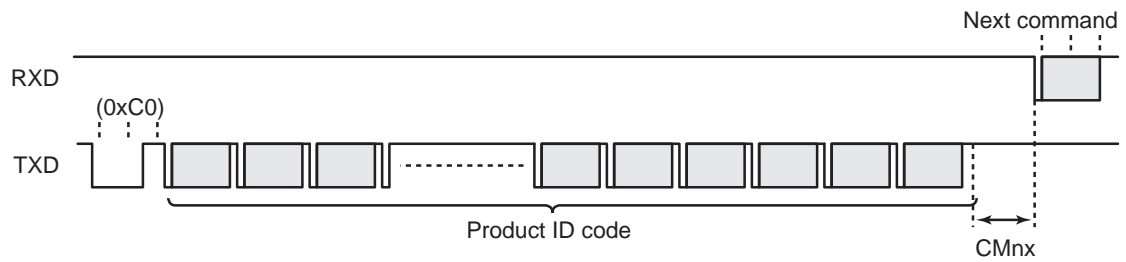 Next command
RXD
(0xC0)
TXD
Product ID code
CMnx